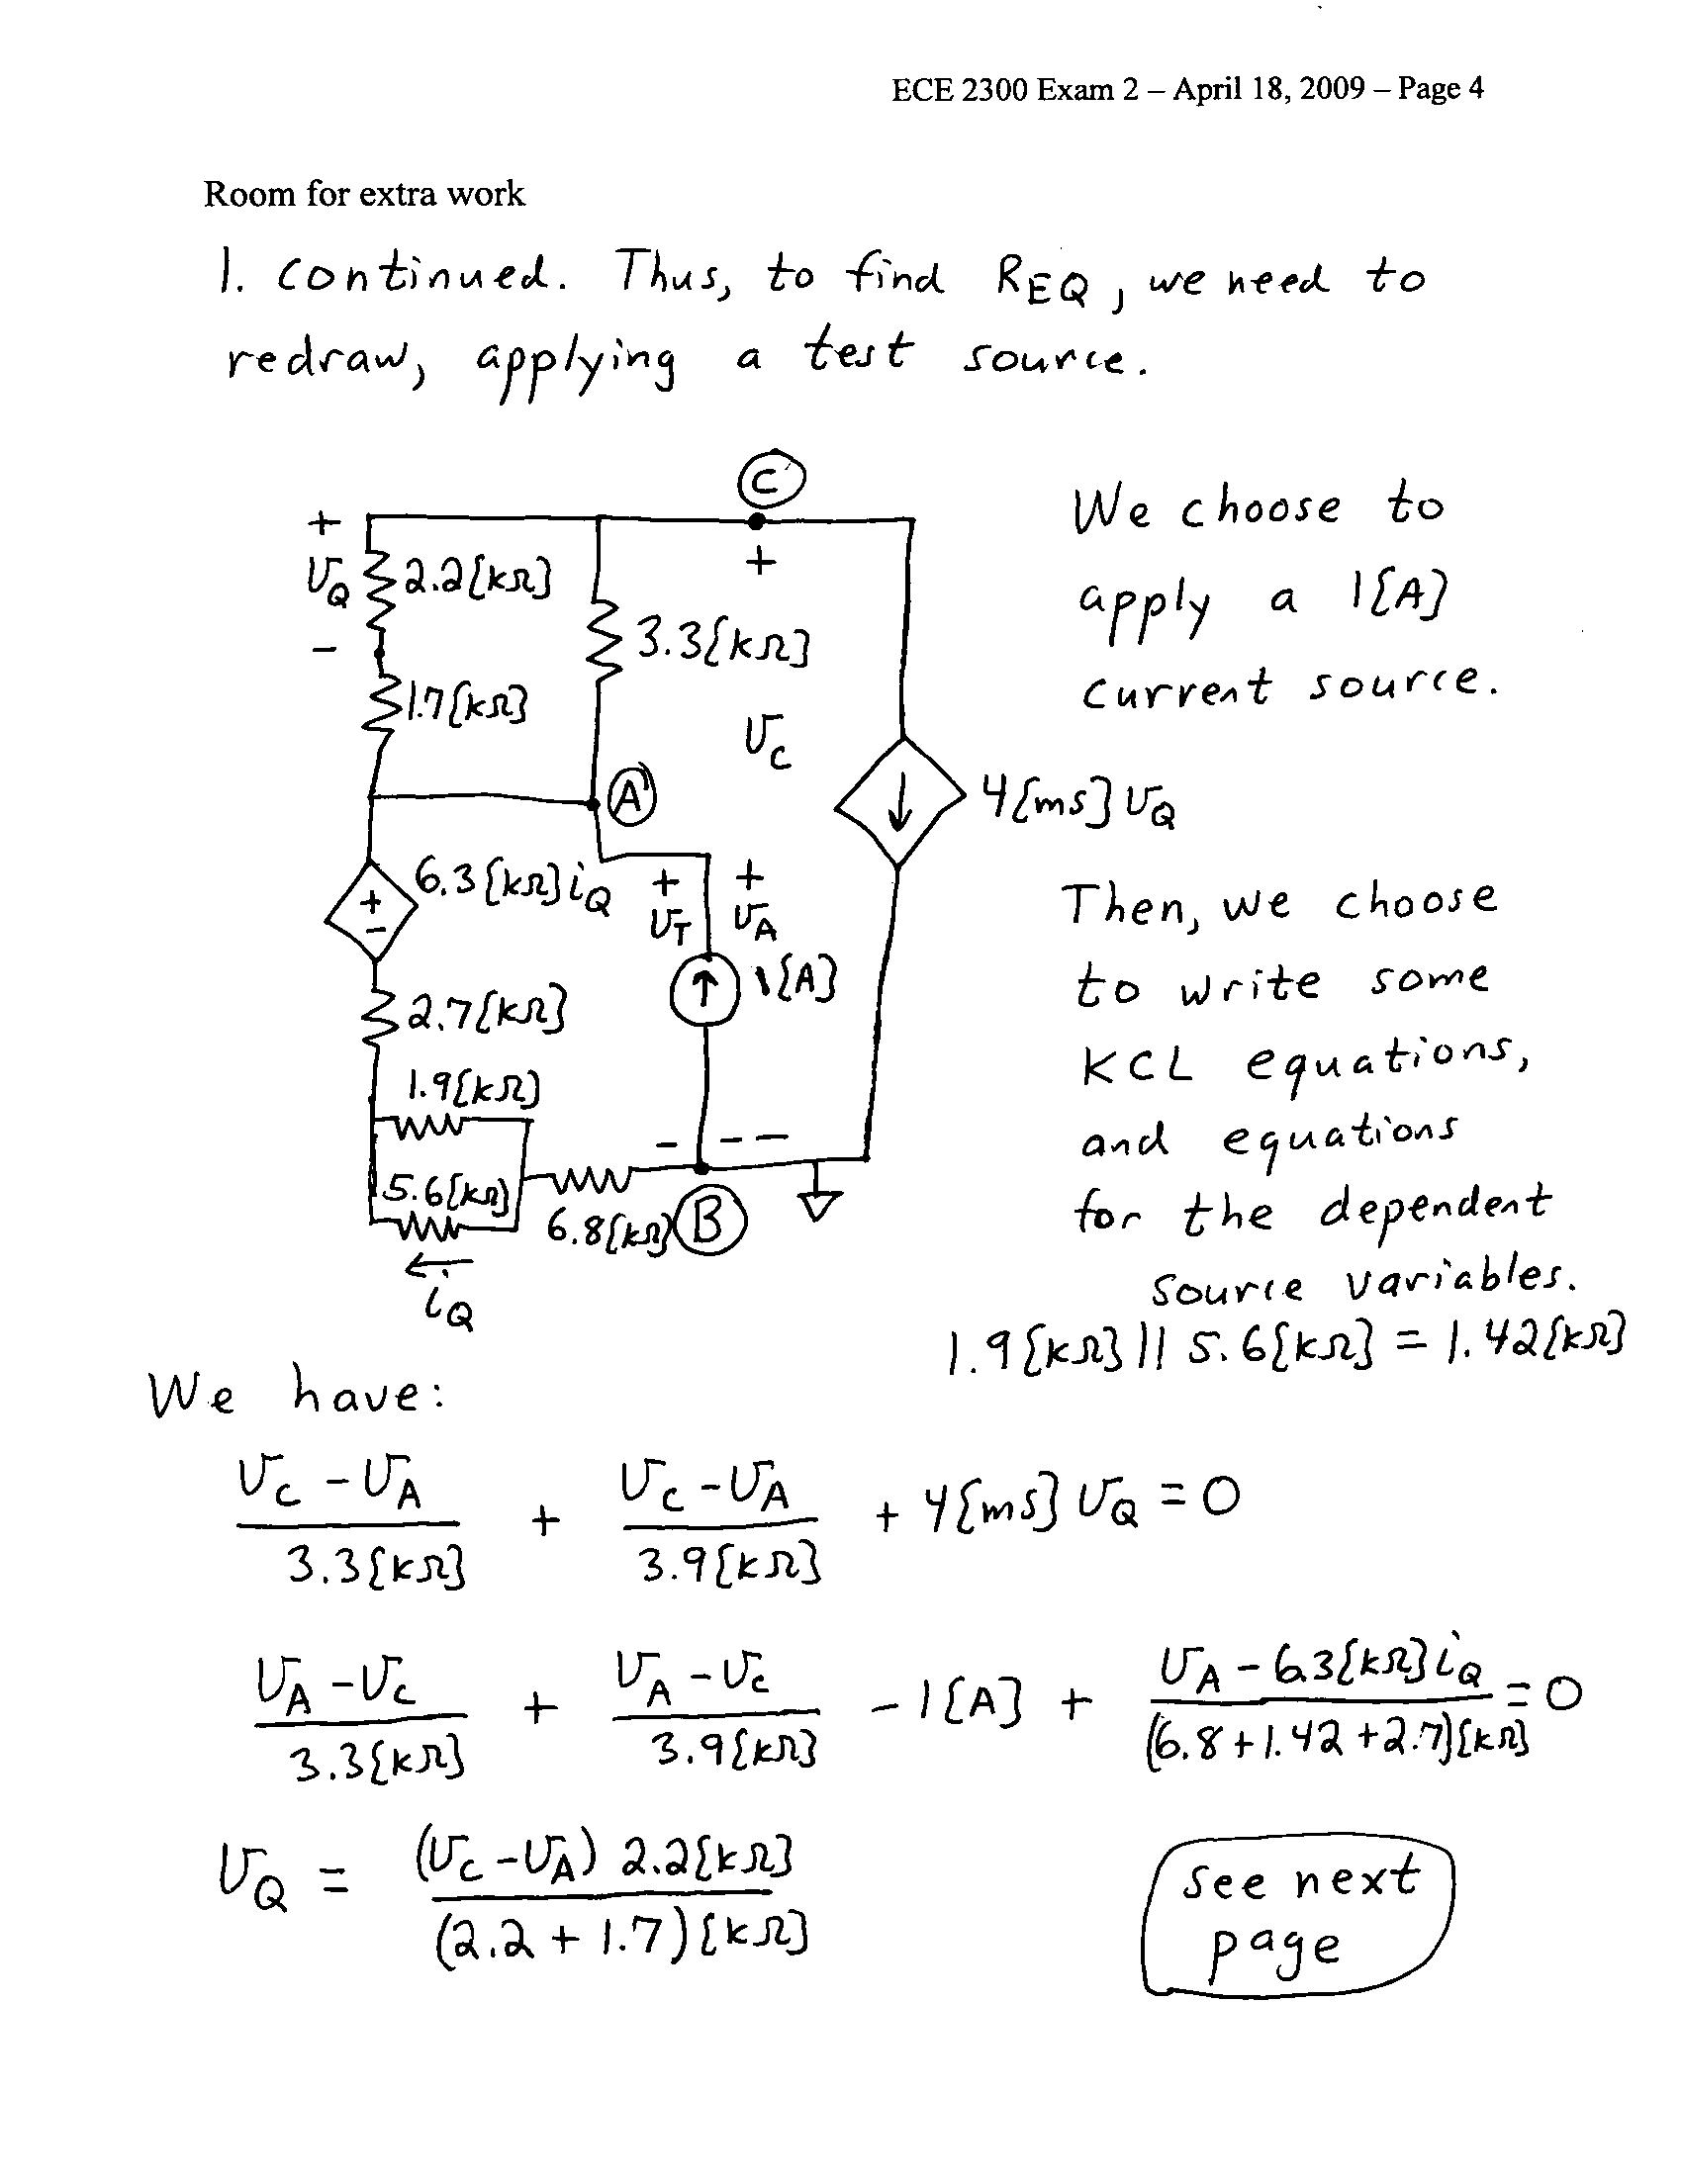 ECE 2300 Exam 2 – April 18, 2009 – Page 4
Room for extra work
1. continued. Thus, to find R_EQ, we need to
redraw, applying a test source.
C
+
v_Q
-
2.2{kΩ}
+
3.3{kΩ}
1.7{kΩ}
v_C
A
4{mS} v_Q
6.3{kΩ} i_Q
+
-
+
v_T
+
v_A
1{A}
2.7{kΩ}
1.9{kΩ}
- - -
5.6{kΩ}
6.8{kΩ}
B
i_Q
We choose to
apply a 1{A}
current source.
Then, we choose
to write some
KCL equations,
and equations
for the dependent
source variables.
1.9{kΩ} || 5.6{kΩ} = 1.42{kΩ}
We have:
(v_C - v_A)/3.3{kΩ} + (v_C - v_A)/3.9{kΩ} + 4{mS} v_Q = 0
(v_A - v_C)/3.3{kΩ} + (v_A - v_C)/3.9{kΩ} - 1{A} + (v_A - 6.3{kΩ} i_Q)/(6.8 + 1.42 + 2.7){kΩ} = 0
v_Q = (v_C - v_A) 2.2{kΩ}/(2.2 + 1.7){kΩ}
see next
page